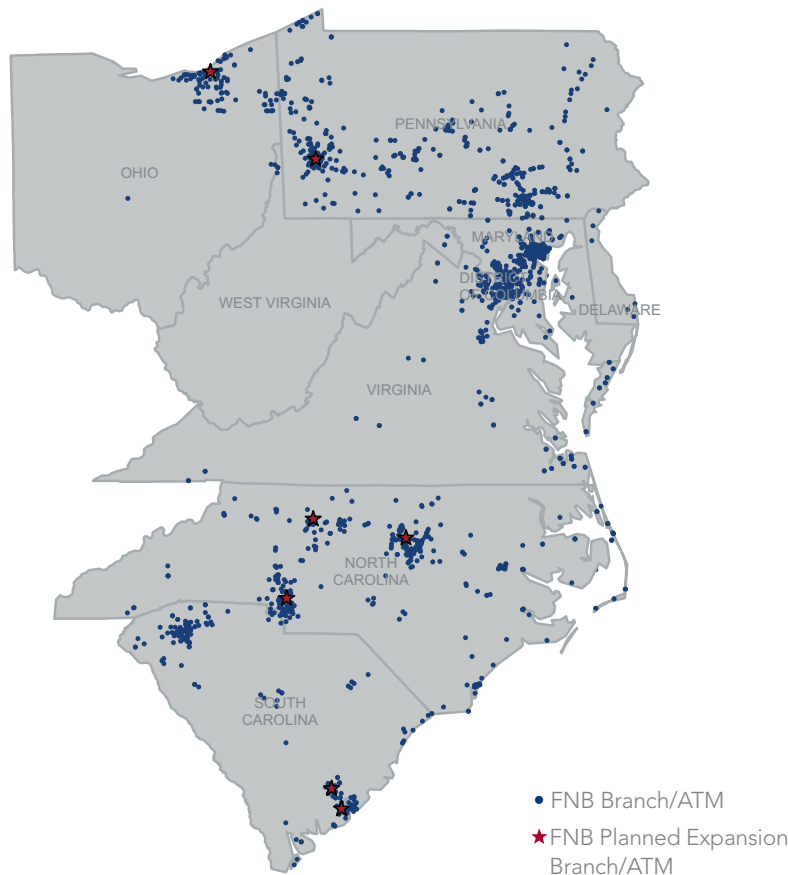 PENNSYLVANIA
OHIO
MARYLAND
DISTRICT
OF COLUMBIA
WEST VIRGINIA
DELAWARE
VIRGINIA
NORTH
CAROLINA
SOUTH
CAROLINA
FNB Branch/ATM
FNB Planned Expansion
Branch/ATM